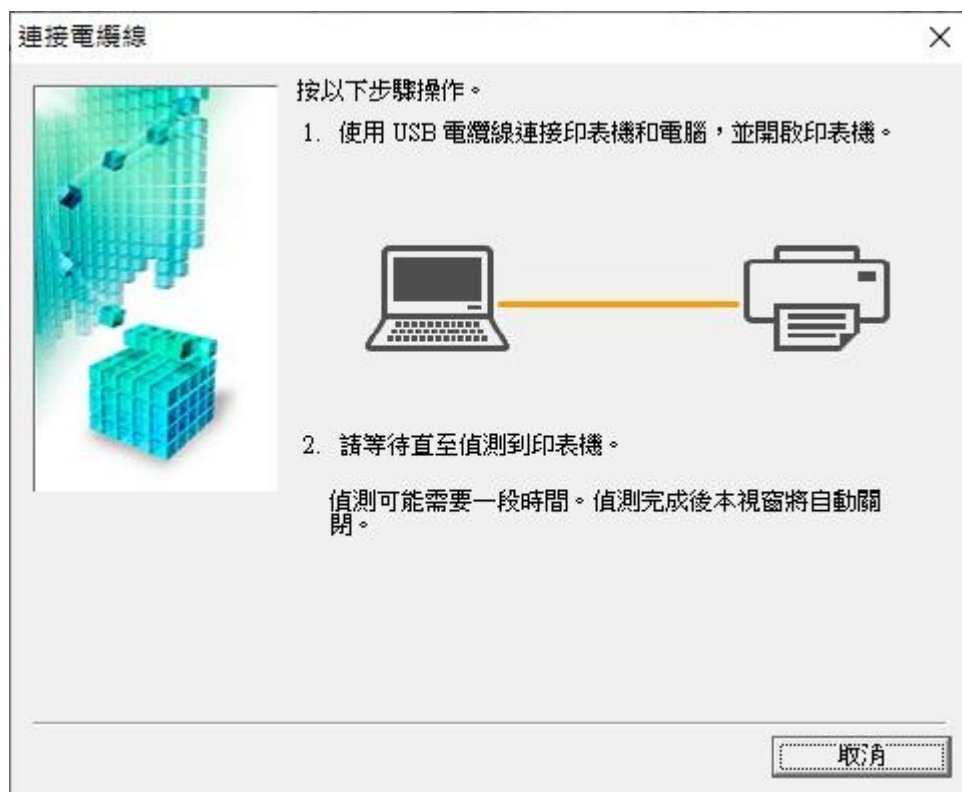 連接電纜線
按以下步驟操作。
1. 使用 USB 電纜線連接印表機和電腦，並開啟印表機。
2. 請等待直至偵測到印表機。
偵測可能需要一段時間。偵測完成後本視窗將自動關
閉。
取消